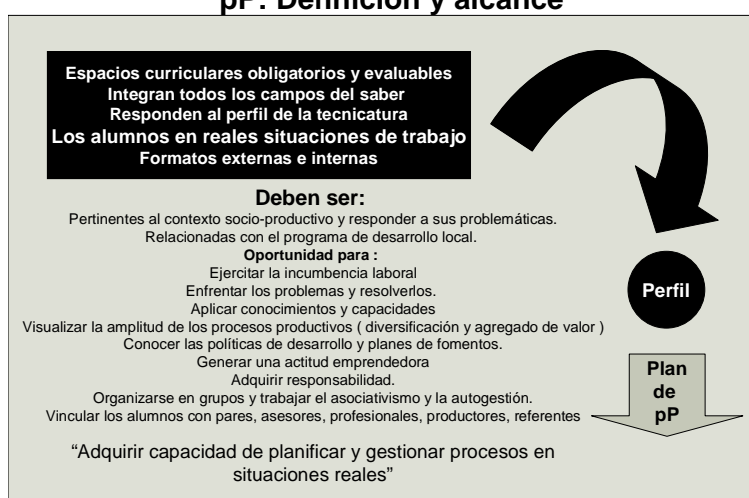 pP: Definición y alcance
Espacios curriculares obligatorios y evaluables
Integran todos los campos del saber
Responden al perfil de la tecnicatura
Los alumnos en reales situaciones de trabajo
Formatos externas e internas
Deben ser:
Pertinentes al contexto socio-productivo y responder a sus problemáticas.
Relacionadas con el programa de desarrollo local.
Oportunidad para :
Ejercitar la incumbencia laboral
Enfrentar los problemas y resolverlos.
Aplicar conocimientos y capacidades
Visualizar la amplitud de los procesos productivos ( diversificación y agregado de valor )
Conocer las políticas de desarrollo y planes de fomentos.
Generar una actitud emprendedora
Adquirir responsabilidad.
Organizarse en grupos y trabajar el asociativismo y la autogestión.
Vincular los alumnos con pares, asesores, profesionales, productores, referentes
“Adquirir capacidad de planificar y gestionar procesos en
situaciones reales”
Perfil
Plan
de
pP